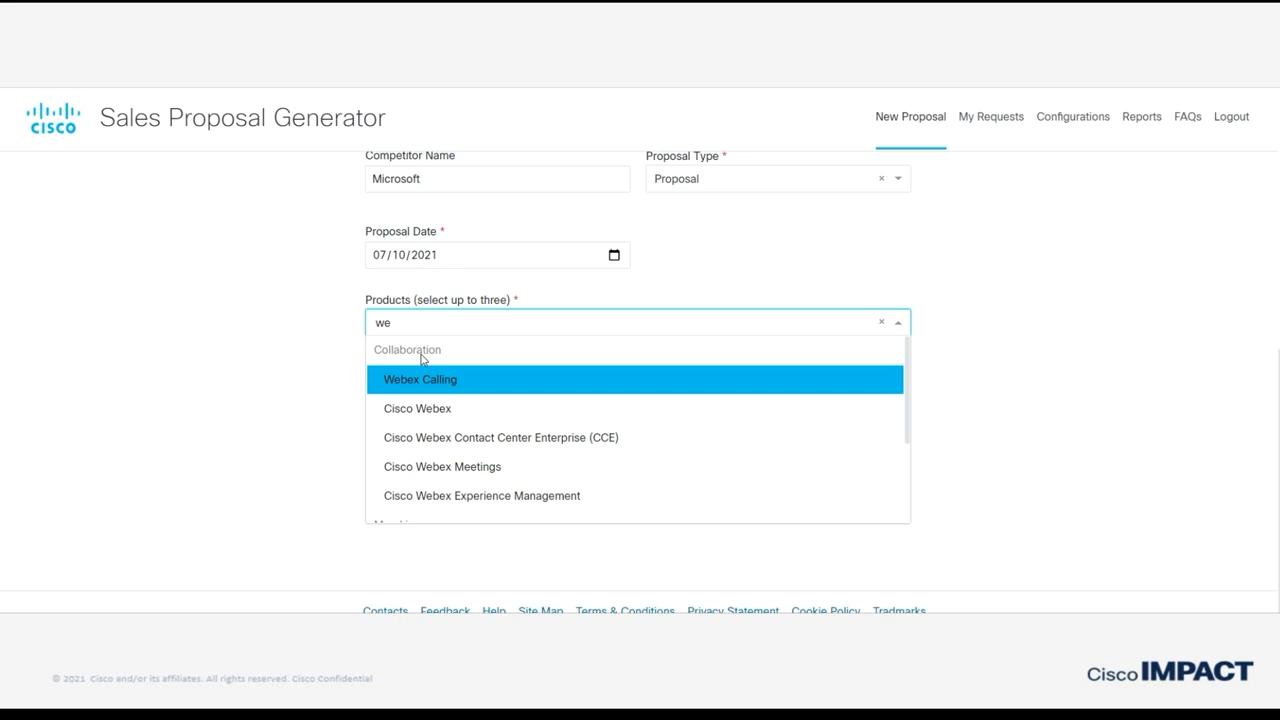 CISCO
Sales Proposal Generator
New Proposal My Requests Configurations Reports FAQs Logout
Competitor Name Proposal Type *
Microsoft Proposal ×
Proposal Date *
07/10/2021
Products (select up to three) *
we ×
Collaboration
Webex Calling
Cisco Webex
Cisco Webex Contact Center Enterprise (CCE)
Cisco Webex Meetings
Cisco Webex Experience Management
Contacts Feedback Help Site Map Terms & Conditions Privacy Statement Cookie Policy Tradmarks
© 2021 Cisco and/or its affiliates. All rights reserved. Cisco Confidential
Cisco IMPACT